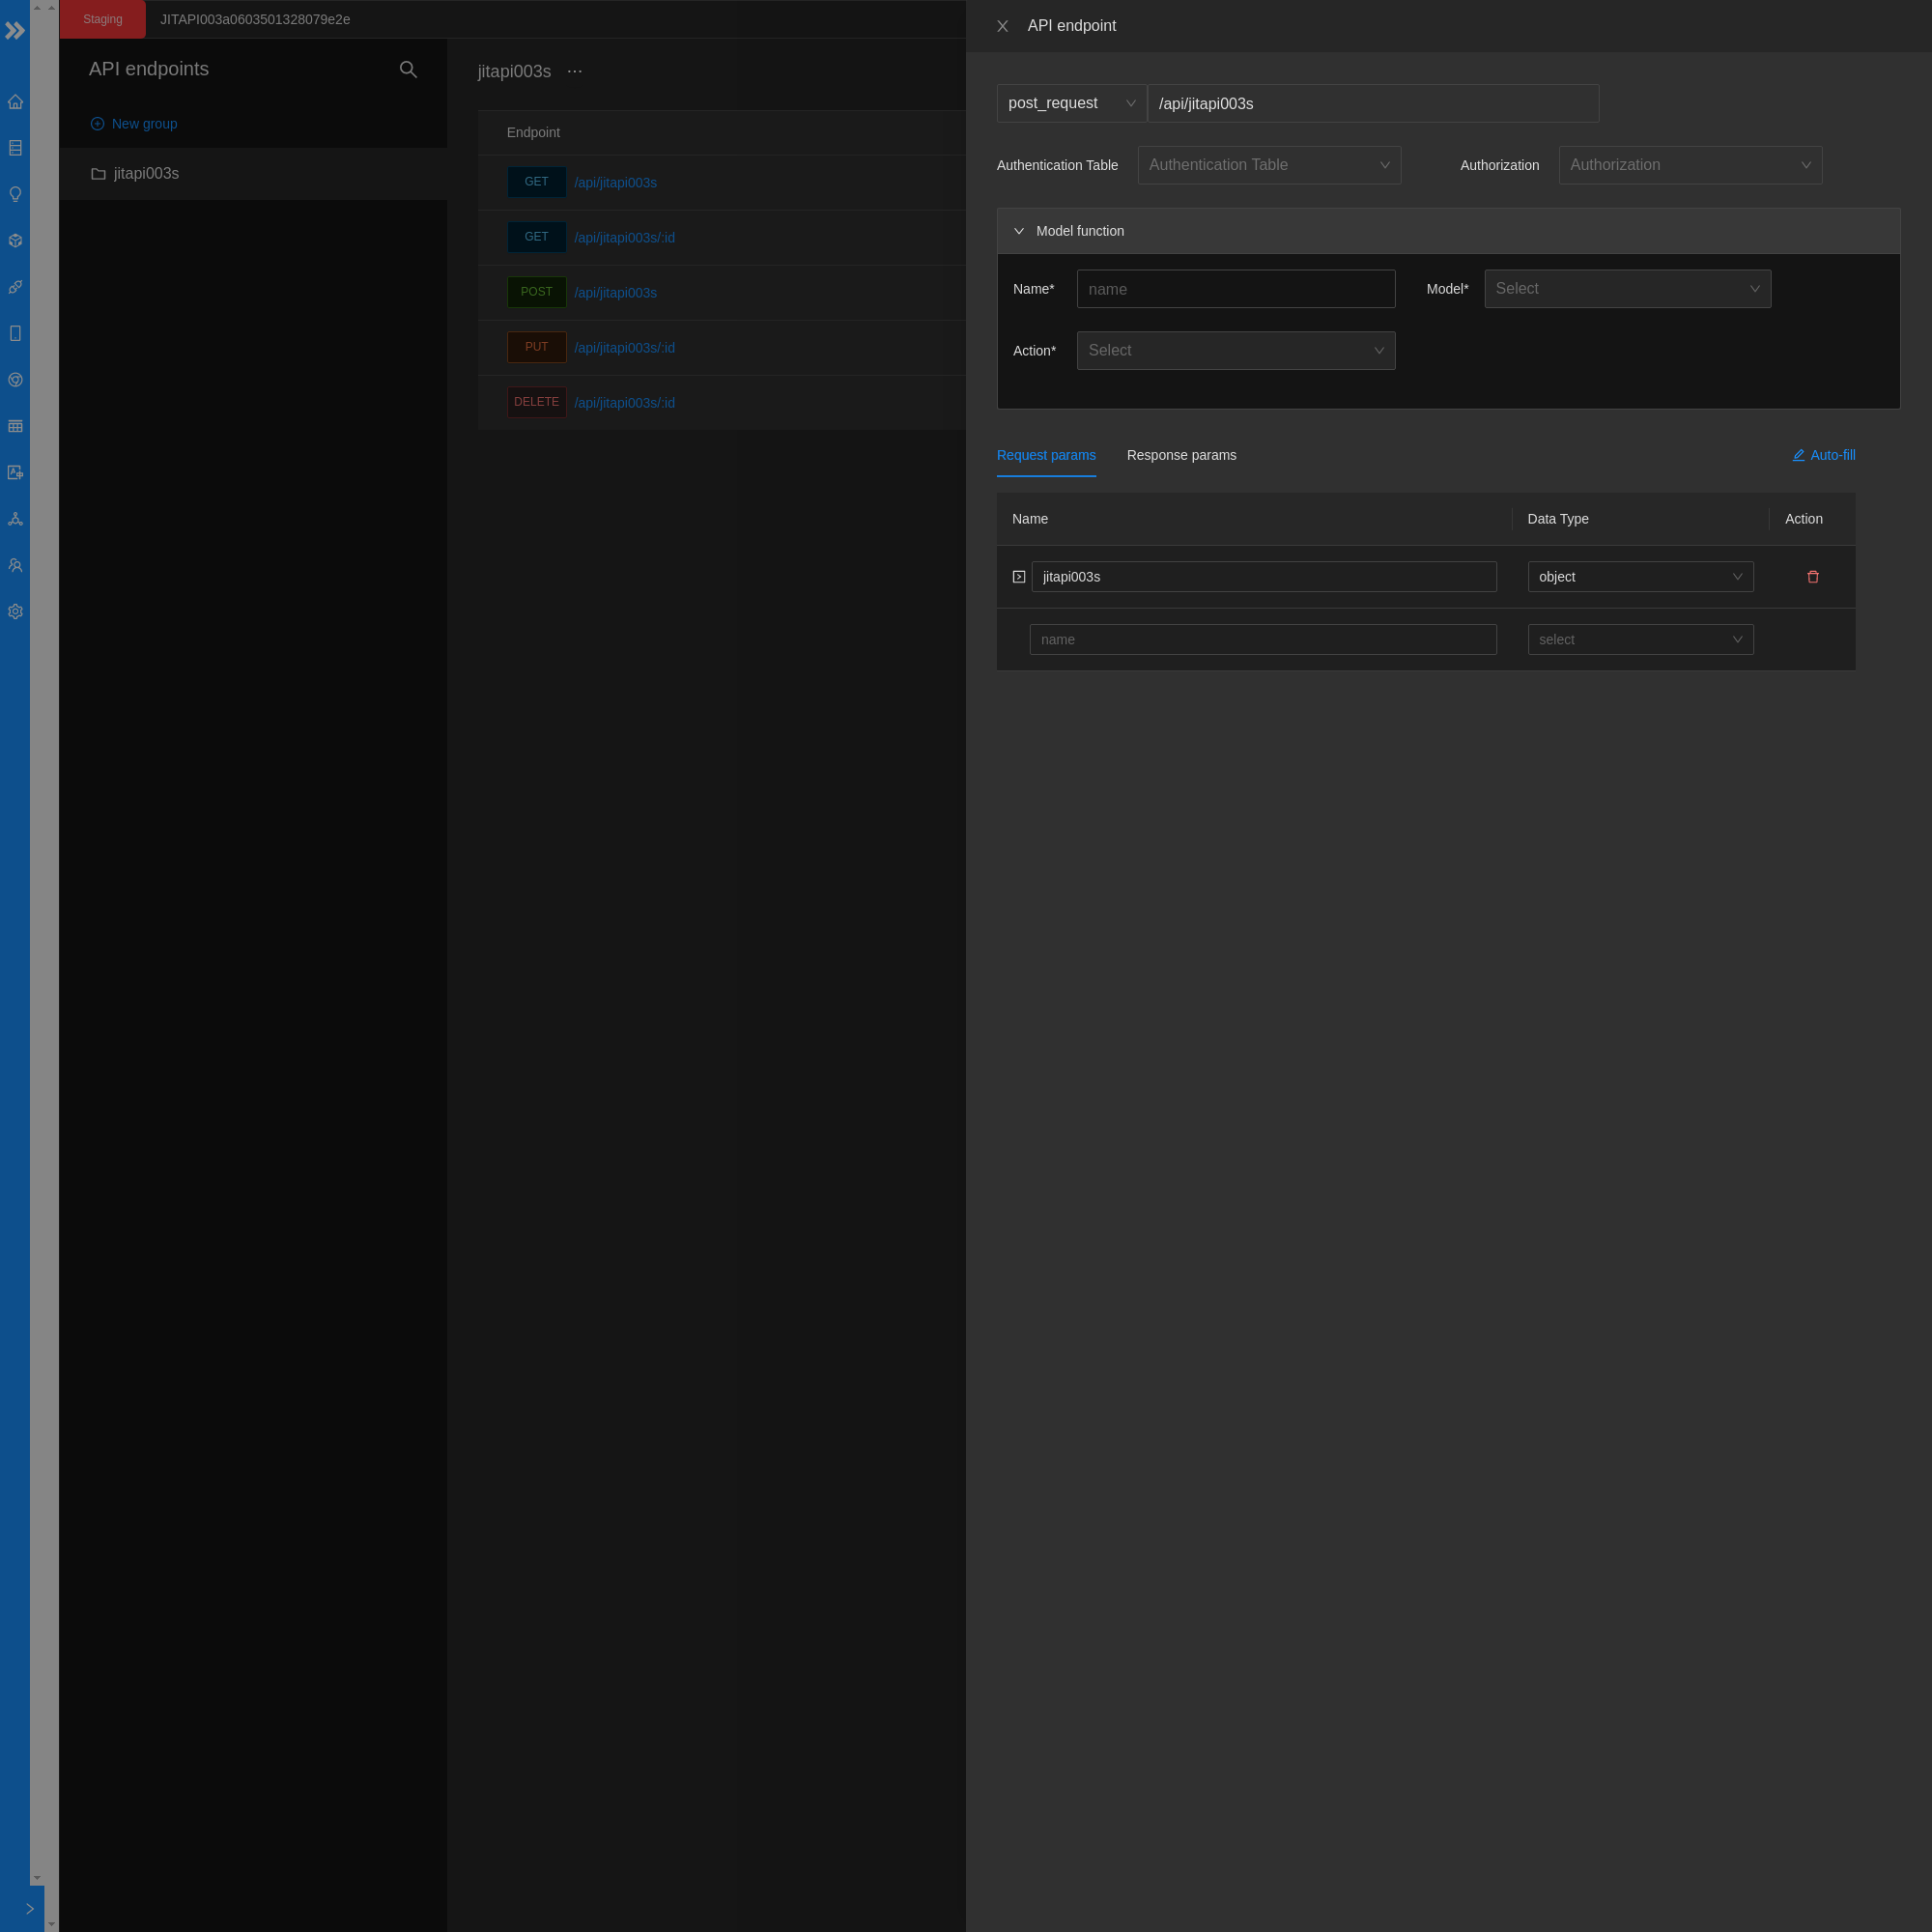 Staging JITAPI003a0603501328079e2e
API endpoints
New group
jitapi003s
jitapi003s ...
Endpoint
GET /api/jitapi003s
GET /api/jitapi003s/:id
POST /api/jitapi003s
PUT /api/jitapi003s/:id
DELETE /api/jitapi003s/:id
API endpoint
post_request /api/jitapi003s
Authentication Table Authentication Table Authorization Authorization
Model function
Name* name Model* Select
Action* Select
Request params Response params Auto-fill
Name Data Type Action
jitapi003s object
name select